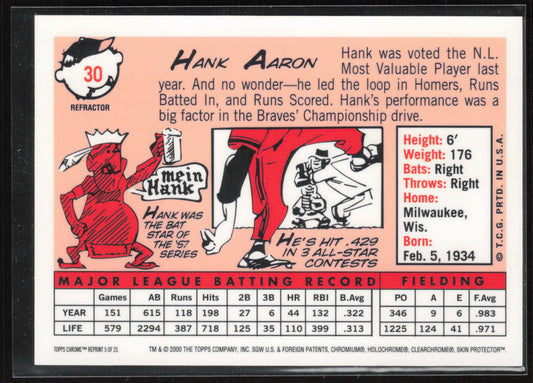 30
REFRACTOR
HANK AARON
Hank was voted the N.L.
Most Valuable Player last
year. And no wonder—he led the loop in Homers, Runs
Batted In, and Runs Scored. Hank's performance was a
big factor in the Braves' Championship drive.
mein
Hank
HANK WAS
THE BAT
STAR OF
THE '57
SERIES
HE'S HIT .429
IN 3 ALL-STAR
CONTESTS
Height: 6'
Weight: 176
Bats: Right
Throws: Right
Home:
Milwaukee,
Wis.
Born:
Feb. 5, 1934
© T.C.G. PRTD. IN U.S.A.
MAJOR LEAGUE BATTING RECORD FIELDING
Games AB Runs Hits 2B 3B HR RBI B.Avg PO A E F.Avg
YEAR 151 615 118 198 27 6 44 132 .322 346 9 6 .983
LIFE 579 2294 387 718 125 35 110 399 .313 1225 124 41 .971
TOPPS CHROME™ REPRINT 5 OF 23. TM & © 2000 THE TOPPS COMPANY, INC. SGW U.S. & FOREIGN PATENTS, CHROMIUM®, HOLOCHROME®, CLEARCHROME®, SKIN PROTECTOR™.